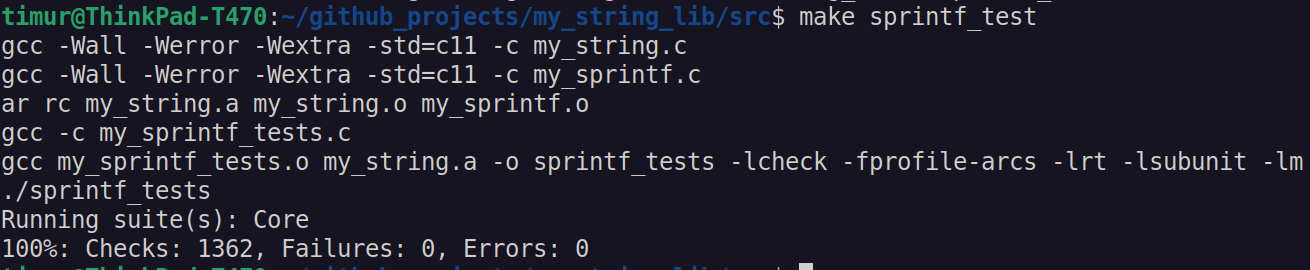 timur@ThinkPad-T470:~/github_projects/my_string_lib/src$ make sprintf_test
gcc -Wall -Werror -Wextra -std=c11 -c my_string.c
gcc -Wall -Werror -Wextra -std=c11 -c my_sprintf.c
ar rc my_string.a my_string.o my_sprintf.o
gcc -c my_sprintf_tests.c
gcc my_sprintf_tests.o my_string.a -o sprintf_tests -lcheck -fprofile-arcs -lrt -lsubunit -lm
./sprintf_tests
Running suite(s): Core
100%: Checks: 1362, Failures: 0, Errors: 0